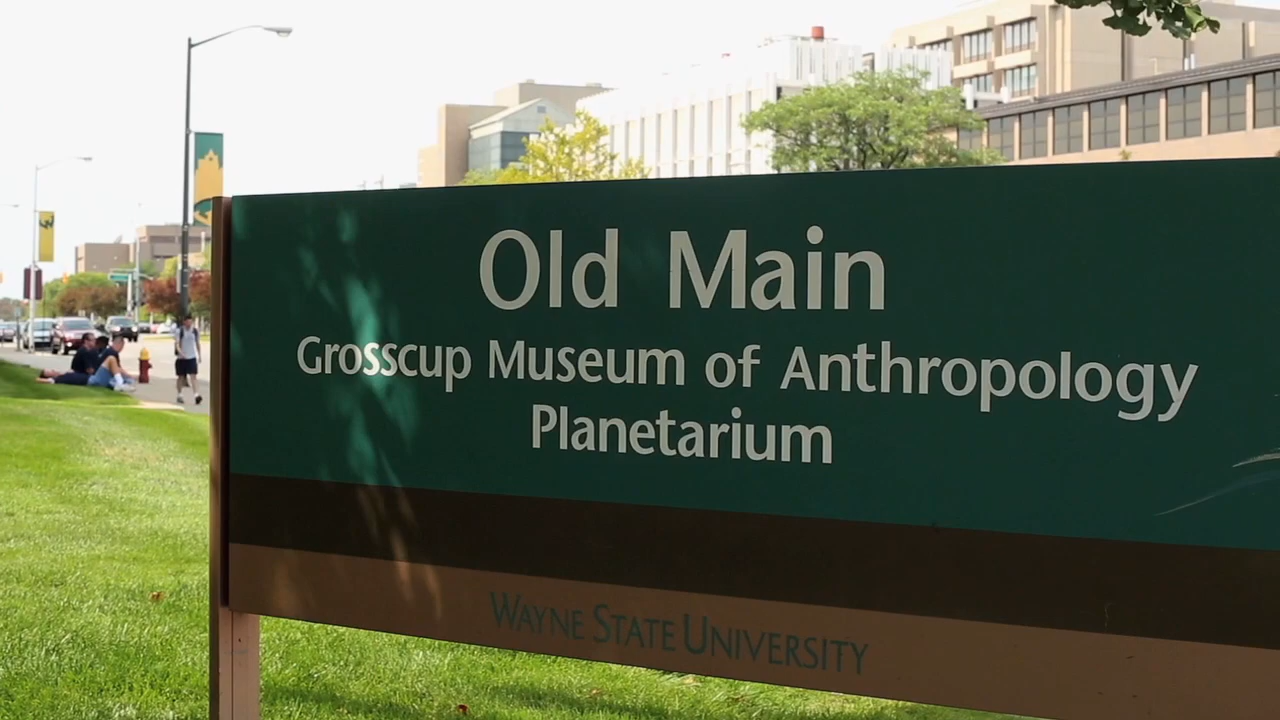 Old Main
Grosscup Museum of Anthropology
Planetarium
WAYNE STATE UNIVERSITY